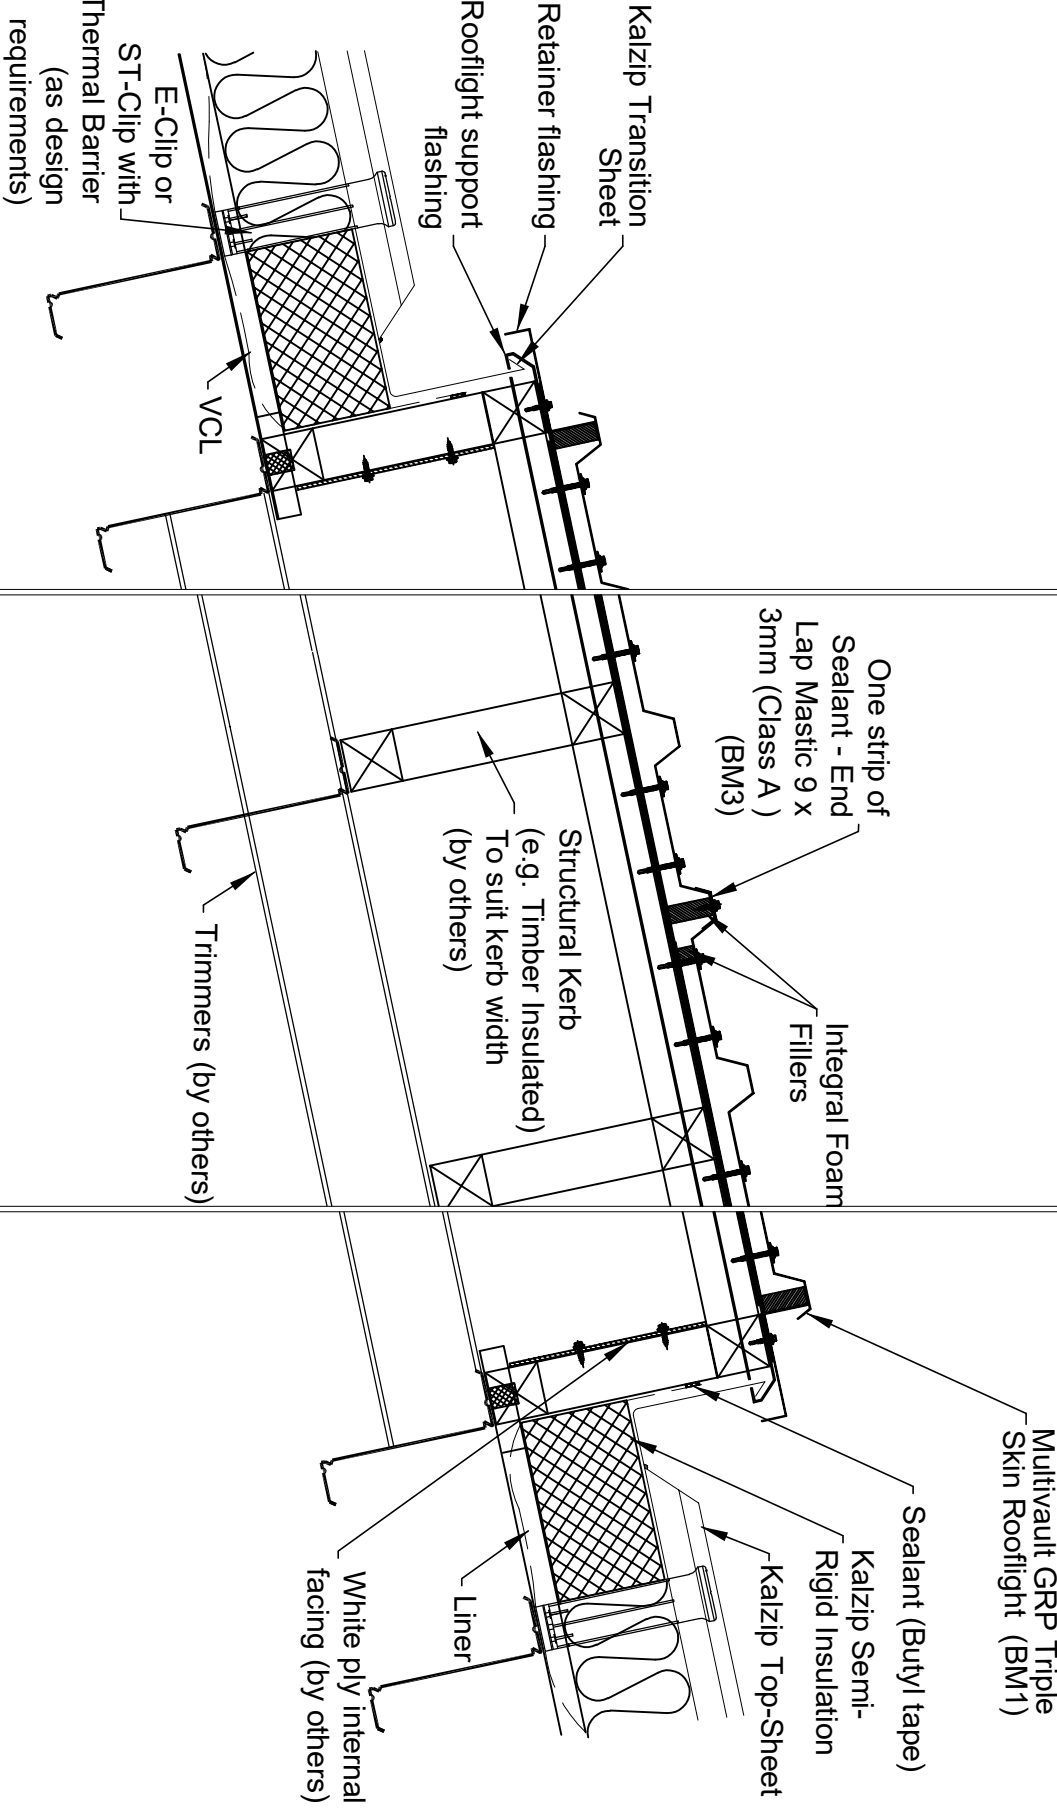 Kalzip Transition
Sheet
Retainer flashing
Rooflight support
flashing
E-Clip or
ST-Clip with
Thermal Barrier
(as design
requirements)
VCL
One strip of
Sealant - End
Lap Mastic 9 x
3mm (Class A )
(BM3)
Integral Foam
Fillers
Structural Kerb
(e.g. Timber Insulated)
To suit kerb width
(by others)
Trimmers (by others)
Multivault GRP Triple
Skin Rooflight (BM1)
Sealant (Butyl tape)
Kalzip Semi-
Rigid Insulation
Kalzip Top-Sheet
Liner
White ply internal
facing (by others)